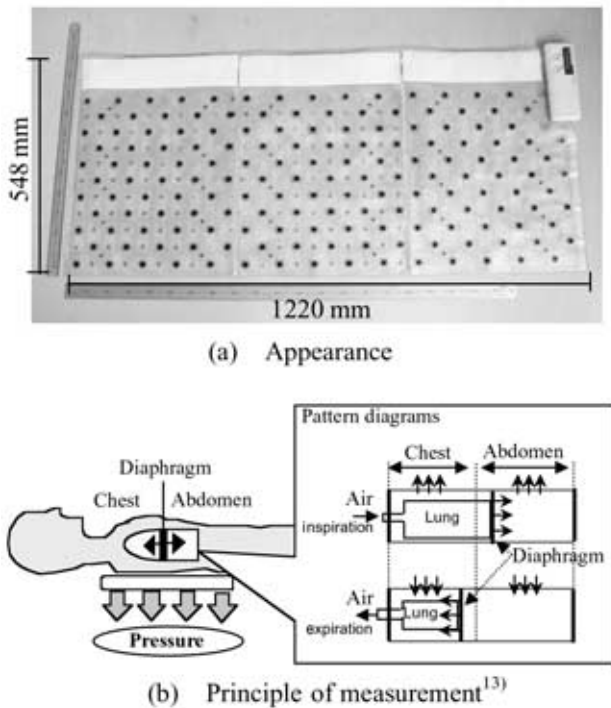 548 mm
1220 mm
(a) Appearance
Pattern diagrams
Chest Abdomen
Diaphragm
Chest Abdomen
Air
inspiration
Lung
Diaphragm
Air
expiration
Lung
Pressure
(b) Principle of measurement¹³⁾